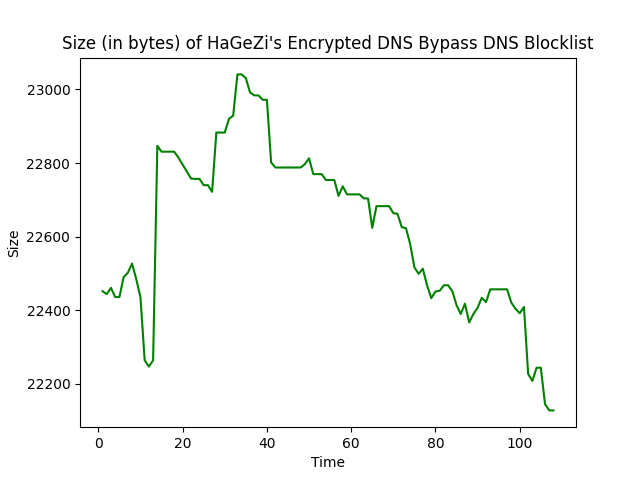 Size (in bytes) of HaGeZi's Encrypted DNS Bypass DNS Blocklist
23000
22800
22600
22400
22200
Size
0 20 40 60 80 100
Time